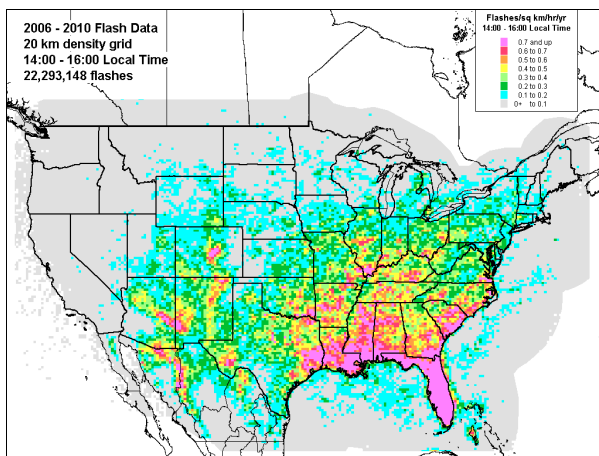 2006 - 2010 Flash Data
20 km density grid
14:00 - 16:00 Local Time
22,293,148 flashes
Flashes/sq km/hr/yr
14:00 - 16:00 Local Time
0.7 and up
0.6 to 0.7
0.5 to 0.6
0.4 to 0.5
0.3 to 0.4
0.2 to 0.3
0.1 to 0.2
0+ to 0.1